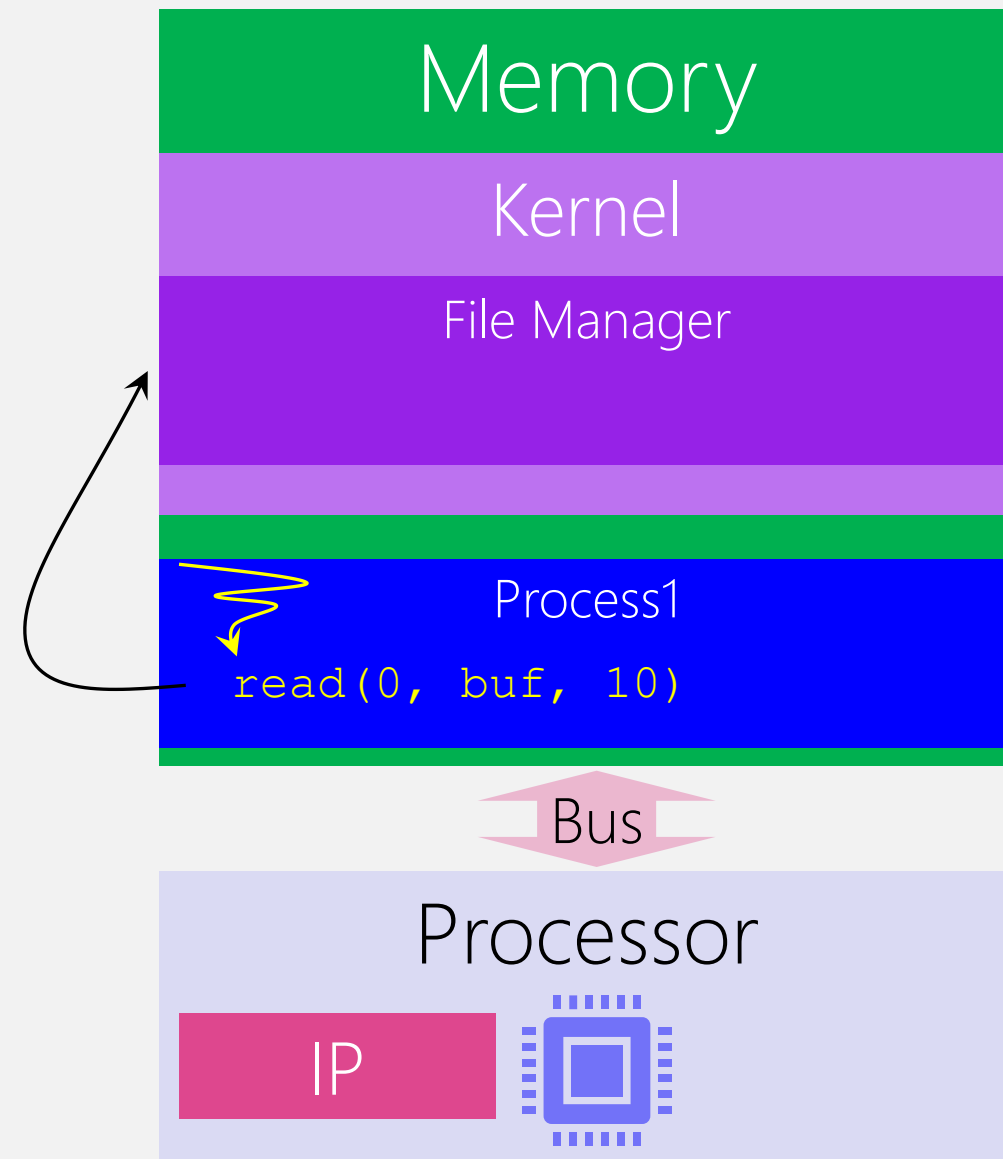 Memory
Kernel
File Manager
Process1
read(0, buf, 10)
Bus
Processor
IP